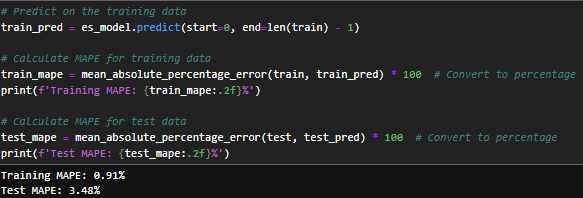 # Predict on the training data
train_pred = es_model.predict(start=0, end=len(train) - 1)
# Calculate MAPE for training data
train_mape = mean_absolute_percentage_error(train, train_pred) * 100  # Convert to percentage
print(f'Training MAPE: {train_mape:.2f}%')
# Calculate MAPE for test data
test_mape = mean_absolute_percentage_error(test, test_pred) * 100  # Convert to percentage
print(f'Test MAPE: {test_mape:.2f}%')
Training MAPE: 0.91%
Test MAPE: 3.48%